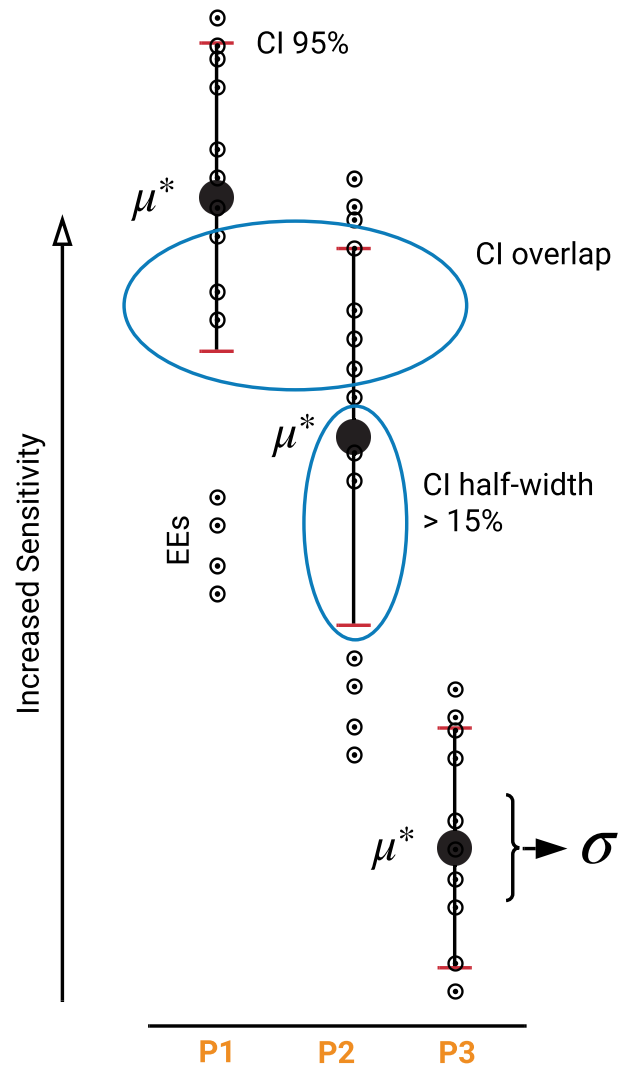 CI 95%
μ*
CI overlap
μ*
CI half-width
> 15%
EEs
Increased Sensitivity
μ*
σ
P1 P2 P3